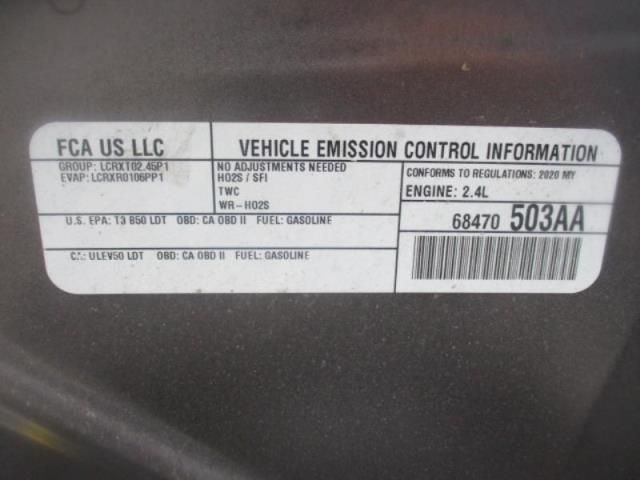 FCA US LLC
VEHICLE EMISSION CONTROL INFORMATION
GROUP: LCRXT02.45P1
EVAP: LCRXR0106PP1
NO ADJUSTMENTS NEEDED
HO2S / SFI
TWC
WR-HO2S
CONFORMS TO REGULATIONS: 2020 MY
ENGINE: 2.4L
U.S. EPA: T3 B50 LDT OBD: CA OBD II FUEL: GASOLINE
CA: ULEV50 LDT OBD: CA OBD II FUEL: GASOLINE
68470 503AA